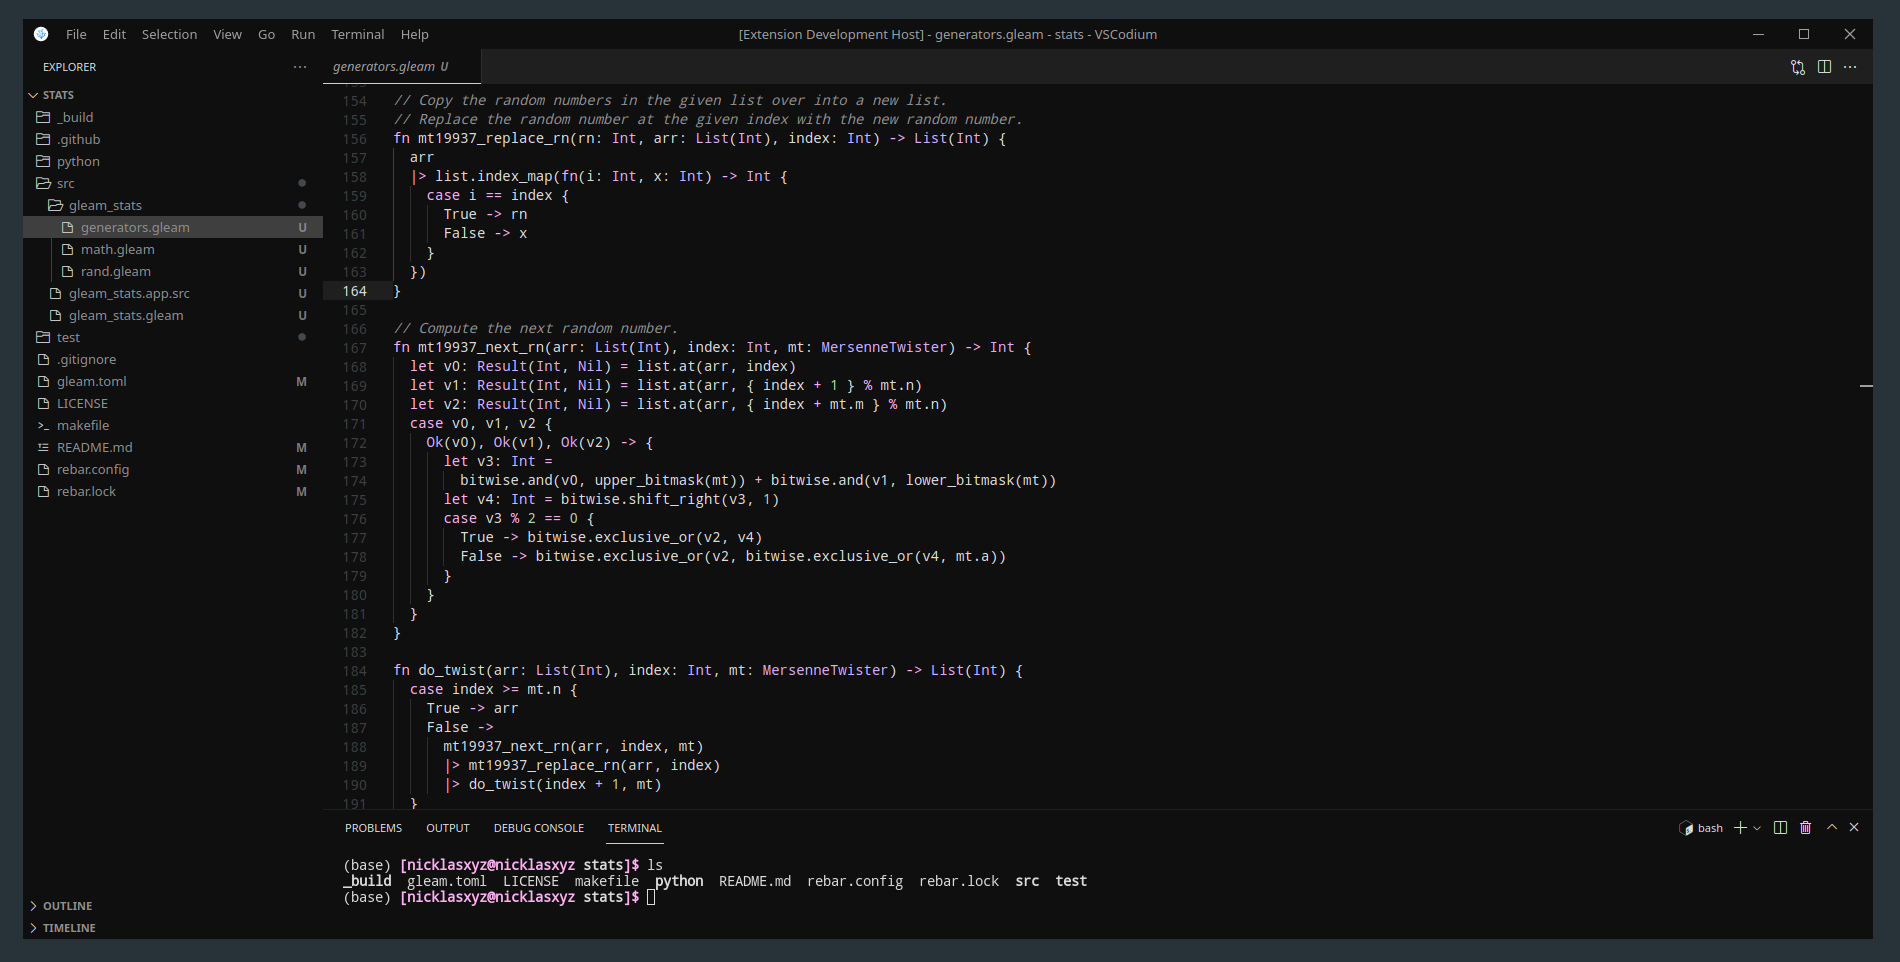 File Edit Selection View Go Run Terminal Help
[Extension Development Host] - generators.gleam - stats - VSCodium
EXPLORER
STATS
_build
.github
python
src
gleam_stats
generators.gleam U
math.gleam U
rand.gleam U
gleam_stats.app.src U
gleam_stats.gleam U
test
.gitignore
gleam.toml M
LICENSE
makefile
README.md M
rebar.config M
rebar.lock M
OUTLINE
TIMELINE
generators.gleam U
154 // Copy the random numbers in the given list over into a new list.
155 // Replace the random number at the given index with the new random number.
156 fn mt19937_replace_rn(rn: Int, arr: List(Int), index: Int) -> List(Int) {
157   arr
158   |> list.index_map(fn(i: Int, x: Int) -> Int {
159     case i == index {
160       True -> rn
161       False -> x
162     }
163   })
164 }
165
166 // Compute the next random number.
167 fn mt19937_next_rn(arr: List(Int), index: Int, mt: MersenneTwister) -> Int {
168   let v0: Result(Int, Nil) = list.at(arr, index)
169   let v1: Result(Int, Nil) = list.at(arr, { index + 1 } % mt.n)
170   let v2: Result(Int, Nil) = list.at(arr, { index + mt.m } % mt.n)
171   case v0, v1, v2 {
172     Ok(v0), Ok(v1), Ok(v2) -> {
173       let v3: Int =
174         bitwise.and(v0, upper_bitmask(mt)) + bitwise.and(v1, lower_bitmask(mt))
175       let v4: Int = bitwise.shift_right(v3, 1)
176       case v3 % 2 == 0 {
177         True -> bitwise.exclusive_or(v2, v4)
178         False -> bitwise.exclusive_or(v2, bitwise.exclusive_or(v4, mt.a))
179       }
180     }
181   }
182 }
183
184 fn do_twist(arr: List(Int), index: Int, mt: MersenneTwister) -> List(Int) {
185   case index >= mt.n {
186     True -> arr
187     False ->
188       mt19937_next_rn(arr, index, mt)
189       |> mt19937_replace_rn(arr, index)
190       |> do_twist(index + 1, mt)
191   }
PROBLEMS OUTPUT DEBUG CONSOLE TERMINAL
bash
(base) [nicklasxyz@nicklasxyz stats]$ ls
_build gleam.toml LICENSE makefile python README.md rebar.config rebar.lock src test
(base) [nicklasxyz@nicklasxyz stats]$